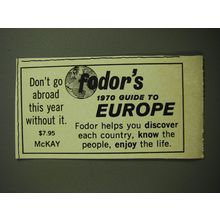 Don't go
abroad
this year
without it.
$7.95
McKAY
fodor's
1970 GUIDE TO
EUROPE
Fodor helps you discover
each country, know the
people, enjoy the life.